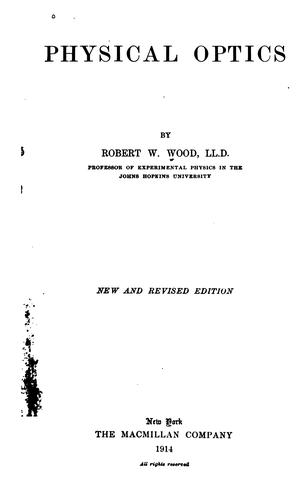 PHYSICAL OPTICS
BY
ROBERT W. WOOD, LL.D.
PROFESSOR OF EXPERIMENTAL PHYSICS IN THE
JOHNS HOPKINS UNIVERSITY
NEW AND REVISED EDITION
New York
THE MACMILLAN COMPANY
1914
All rights reserved